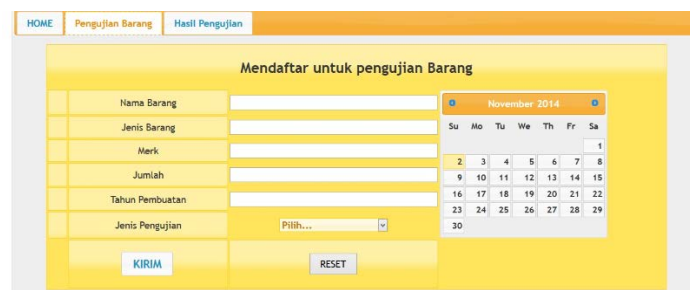 HOME Pengujian Barang Hasil Pengujian
Mendaftar untuk pengujian Barang
Nama Barang
Jenis Barang
Merk
Jumlah
Tahun Pembuatan
Jenis Pengujian Pilih...
KIRIM RESET
November 2014
Su Mo Tu We Th Fr Sa
1
2 3 4 5 6 7 8
9 10 11 12 13 14 15
16 17 18 19 20 21 22
23 24 25 26 27 28 29
30